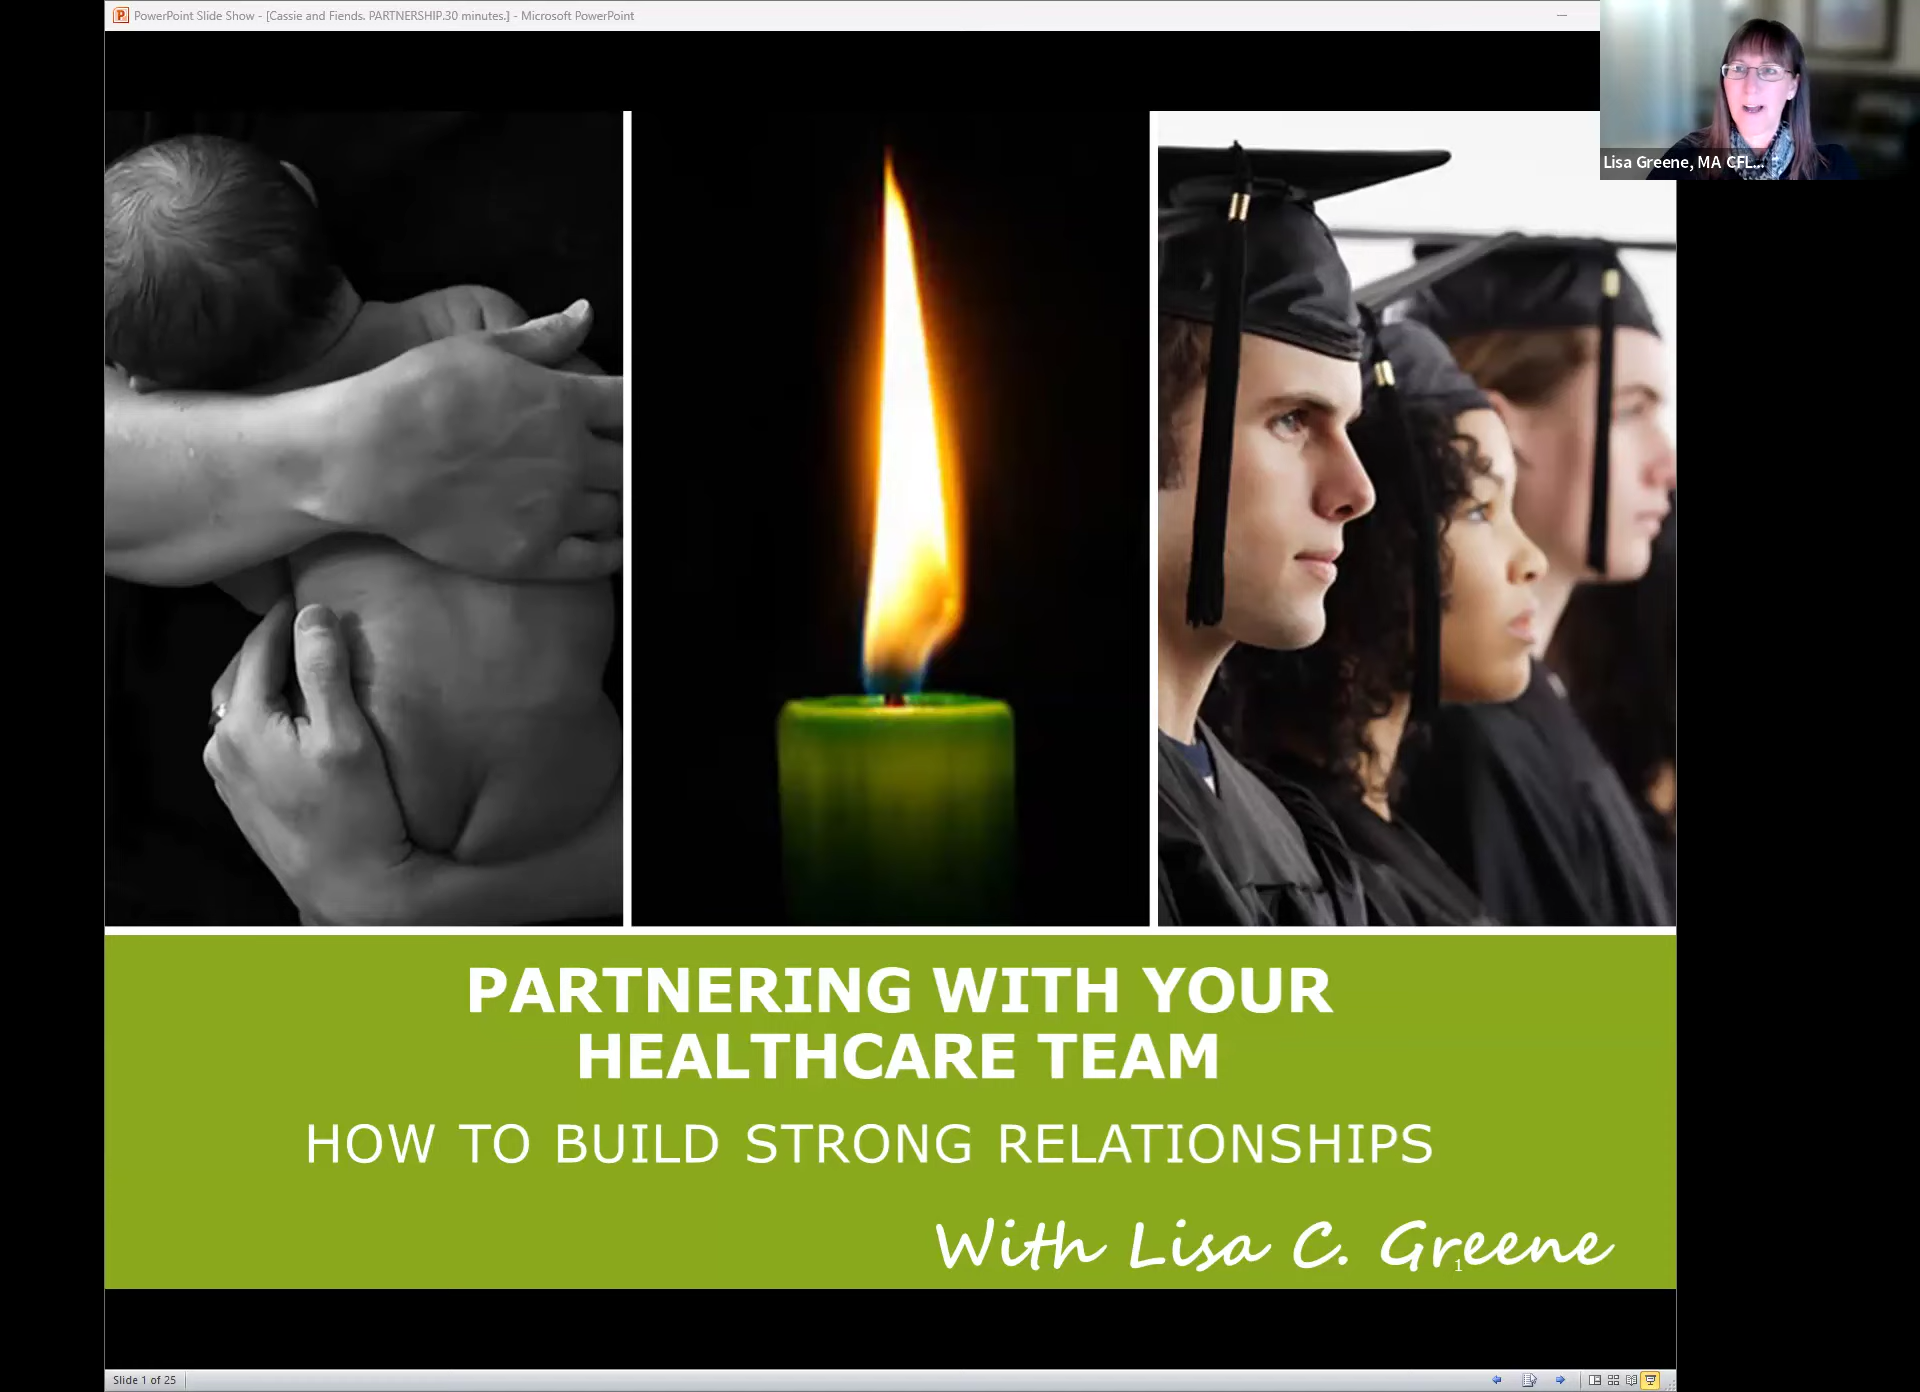 PowerPoint Slide Show - [Cassie and Fiends. PARTNERSHIP.30 minutes.] - Microsoft PowerPoint
Lisa Greene, MA CFL...
PARTNERING WITH YOUR
HEALTHCARE TEAM
HOW TO BUILD STRONG RELATIONSHIPS
With Lisa C. Greene
1
Slide 1 of 25